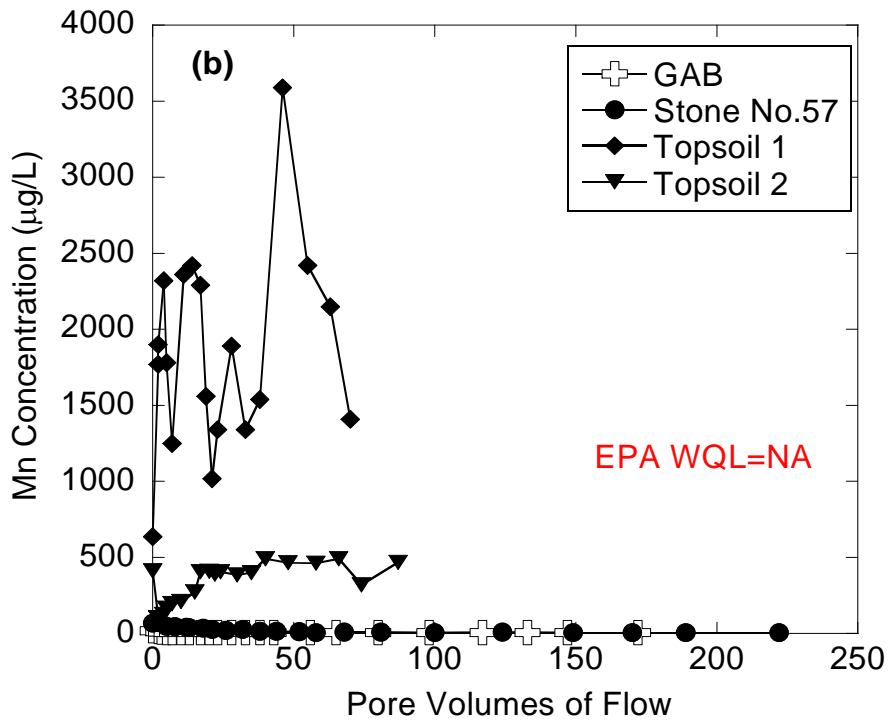 4000
3500
3000
2500
2000
1500
1000
500
0
Mn Concentration (μg/L)
(b)
GAB
Stone No.57
Topsoil 1
Topsoil 2
EPA WQL=NA
0 50 100 150 200 250
Pore Volumes of Flow